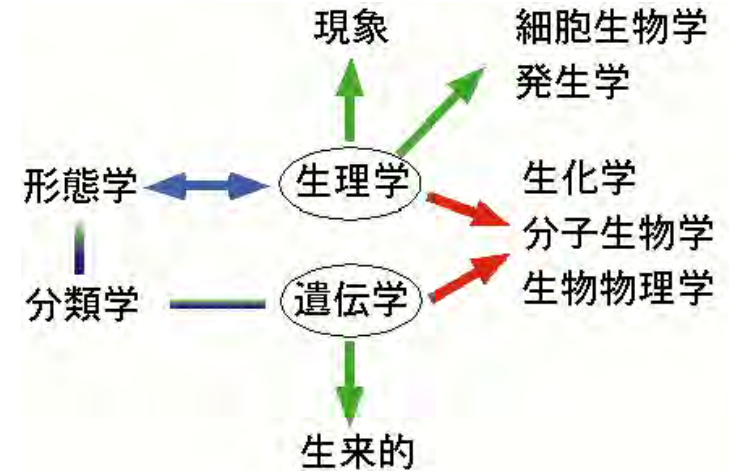 現象
細胞生物学
発生学
形態学
生理学
生化学
分子生物学
生物物理学
分類学
遺伝学
生来的